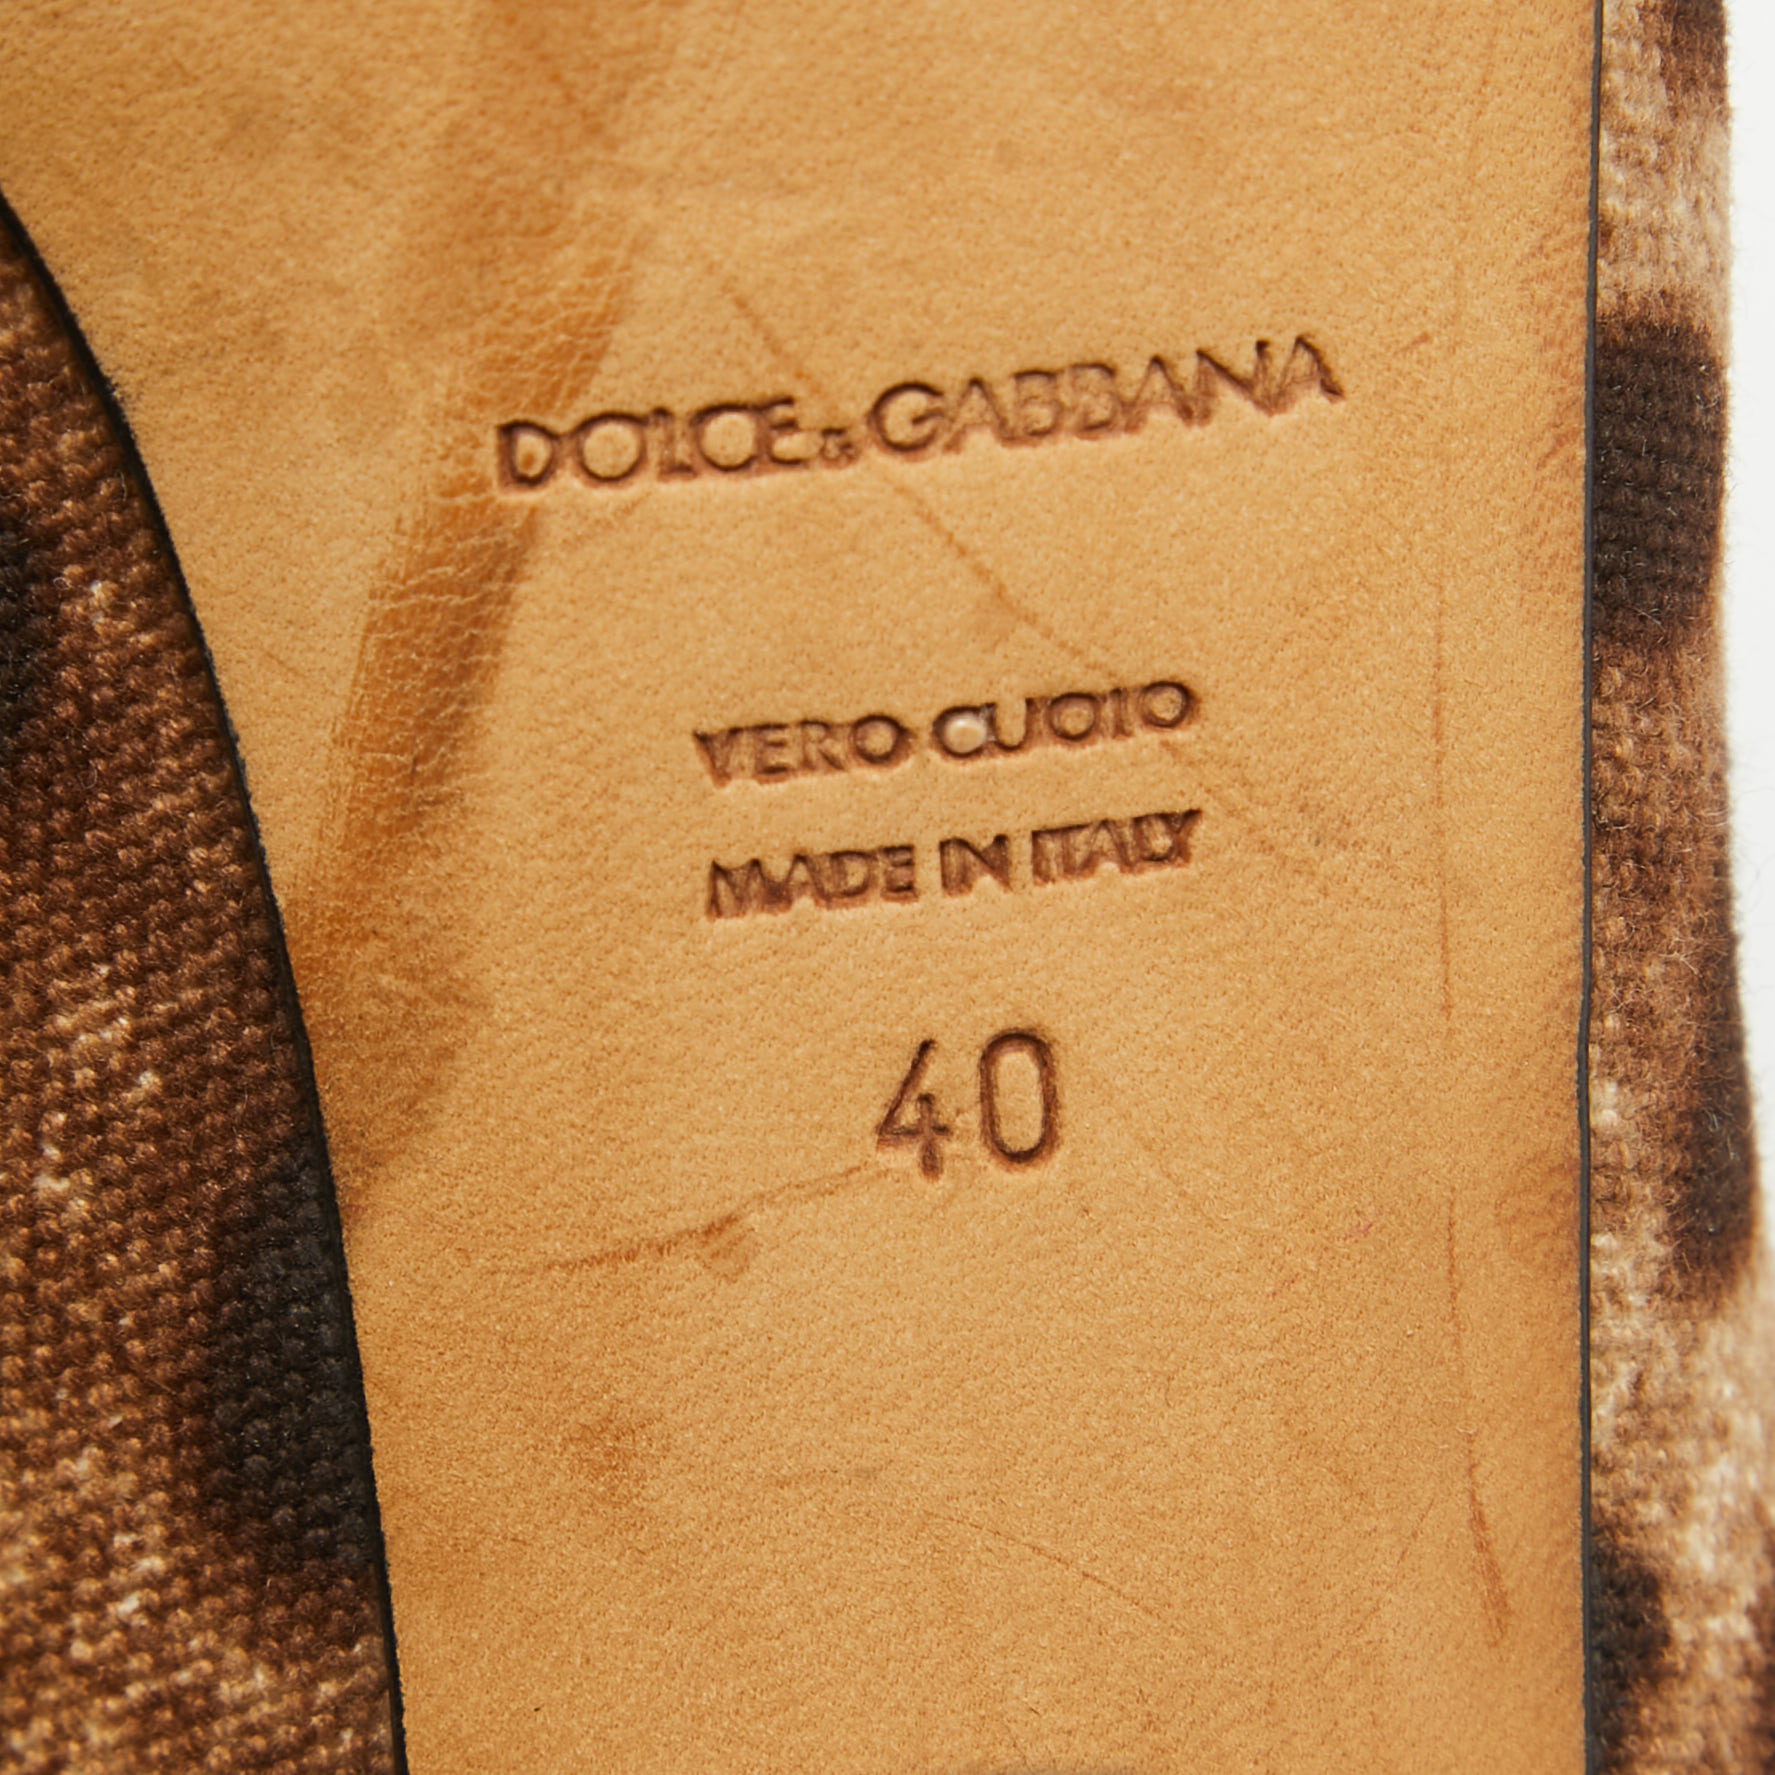 DOLCE&GABBANA
VERO CUOIO
MADE IN ITALY
40